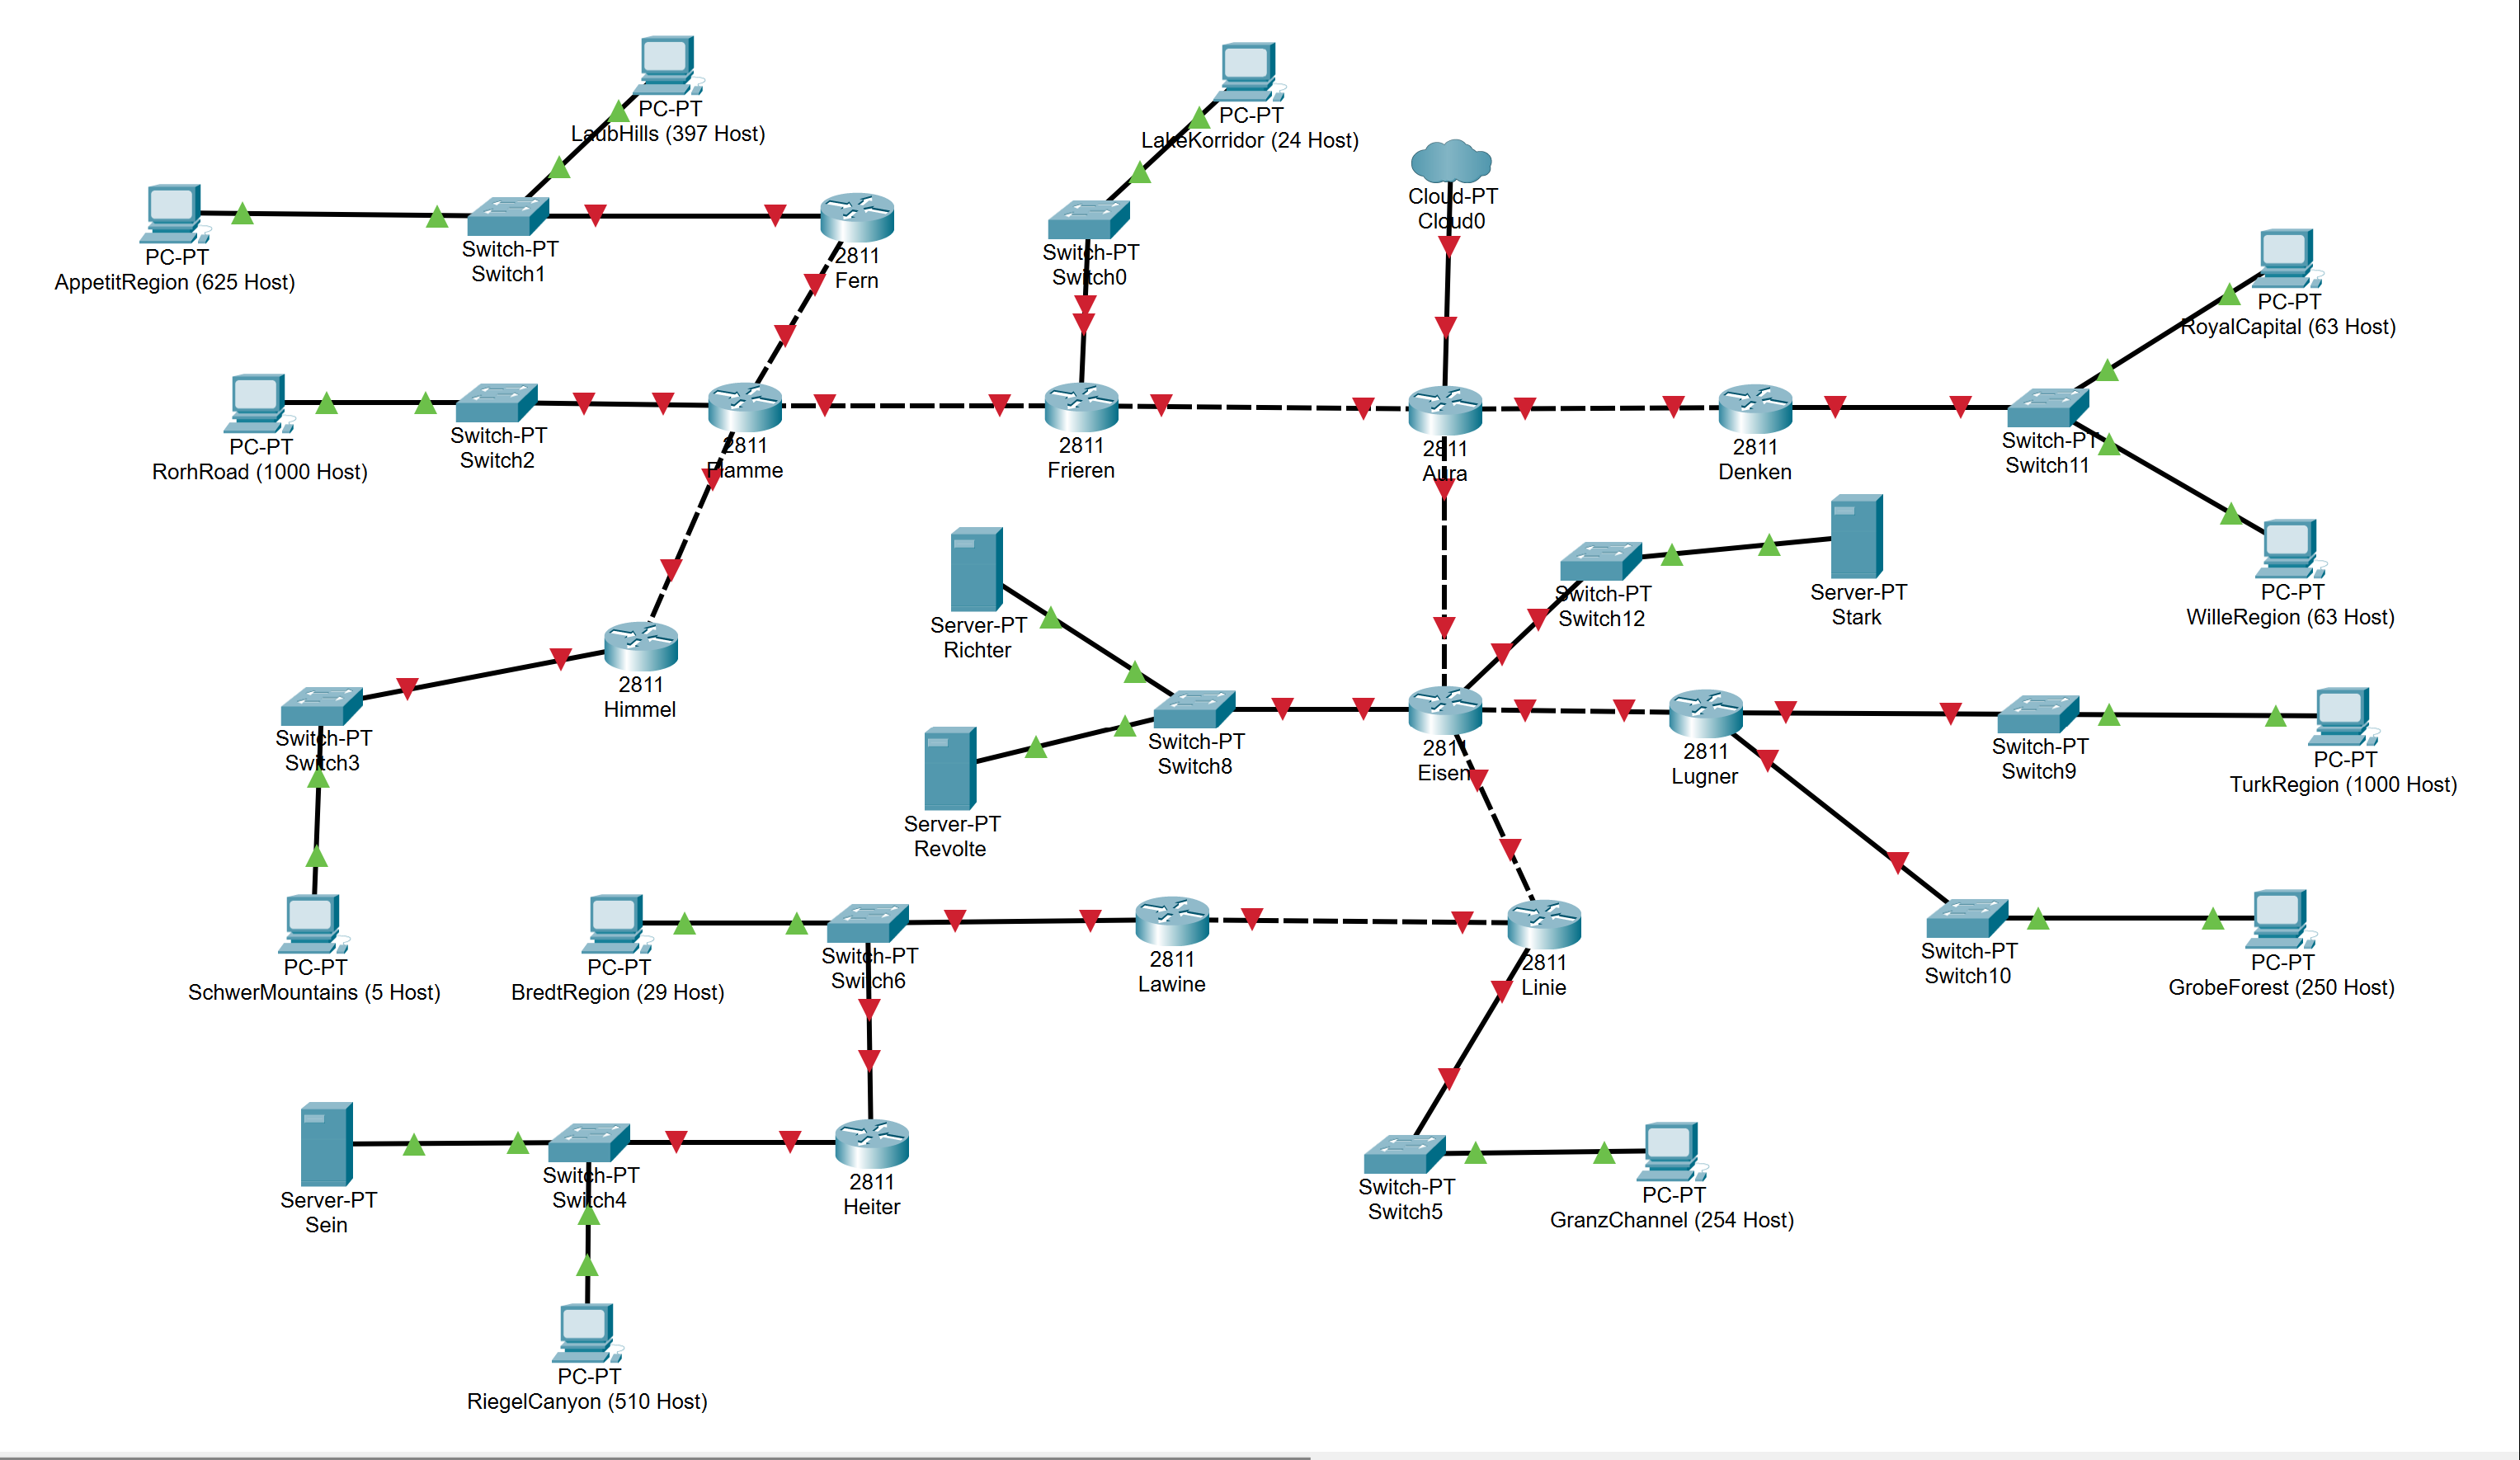 PC-PT
LaubHills (397 Host)
PC-PT
LakeKorridor (24 Host)
Cloud-PT
Cloud0
PC-PT
AppetitRegion (625 Host)
Switch-PT
Switch1
2811
Fern
Switch-PT
Switch0
PC-PT
RoyalCapital (63 Host)
PC-PT
RorhRoad (1000 Host)
Switch-PT
Switch2
2811
Flamme
2811
Frieren
2811
Aura
2811
Denken
Switch-PT
Switch11
Server-PT
Richter
Switch-PT
Switch12
Server-PT
Stark
PC-PT
WilleRegion (63 Host)
2811
Himmel
Switch-PT
Switch3
Server-PT
Revolte
Switch-PT
Switch8
2811
Eisen
2811
Lugner
Switch-PT
Switch9
PC-PT
TurkRegion (1000 Host)
PC-PT
SchwerMountains (5 Host)
PC-PT
BredtRegion (29 Host)
Switch-PT
Switch6
2811
Lawine
2811
Linie
Switch-PT
Switch10
PC-PT
GrobeForest (250 Host)
Server-PT
Sein
Switch-PT
Switch4
2811
Heiter
Switch-PT
Switch5
PC-PT
GranzChannel (254 Host)
PC-PT
RiegelCanyon (510 Host)